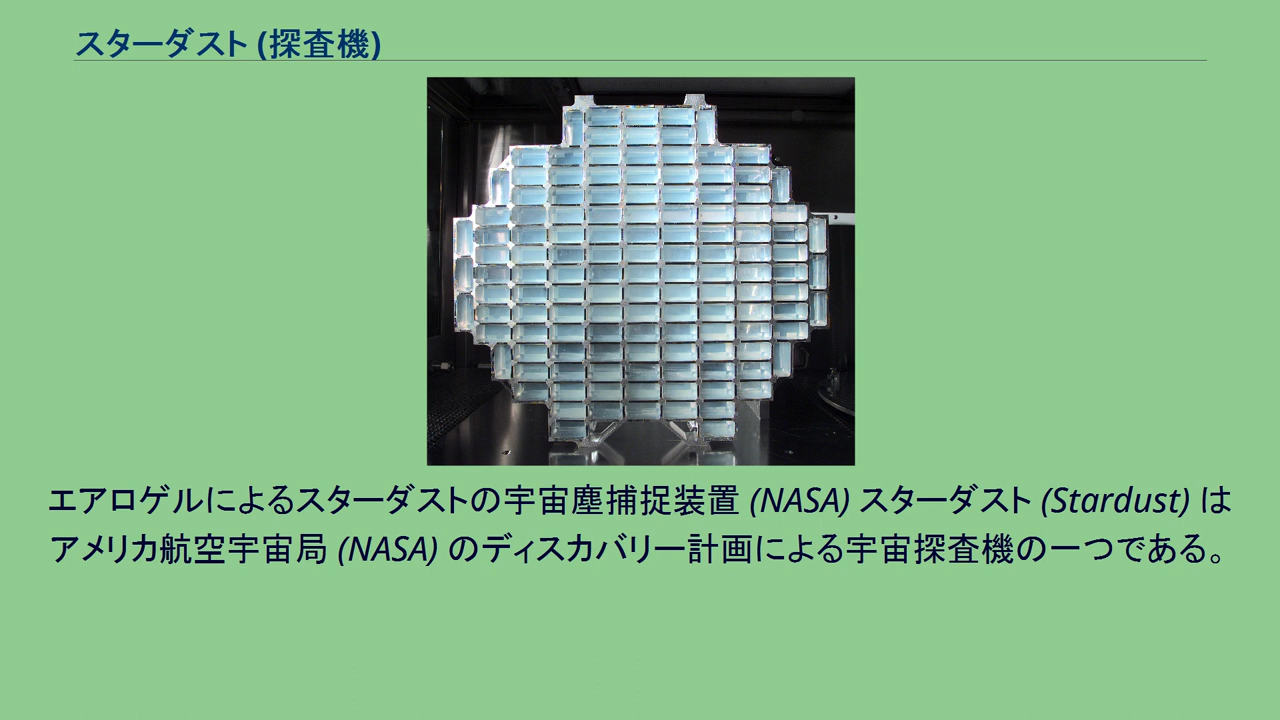 スターダスト (探査機)
エアロゲルによるスターダストの宇宙塵捕捉装置 (NASA) スターダスト (Stardust) は
アメリカ航空宇宙局 (NASA) のディスカバリー計画による宇宙探査機の一つである。